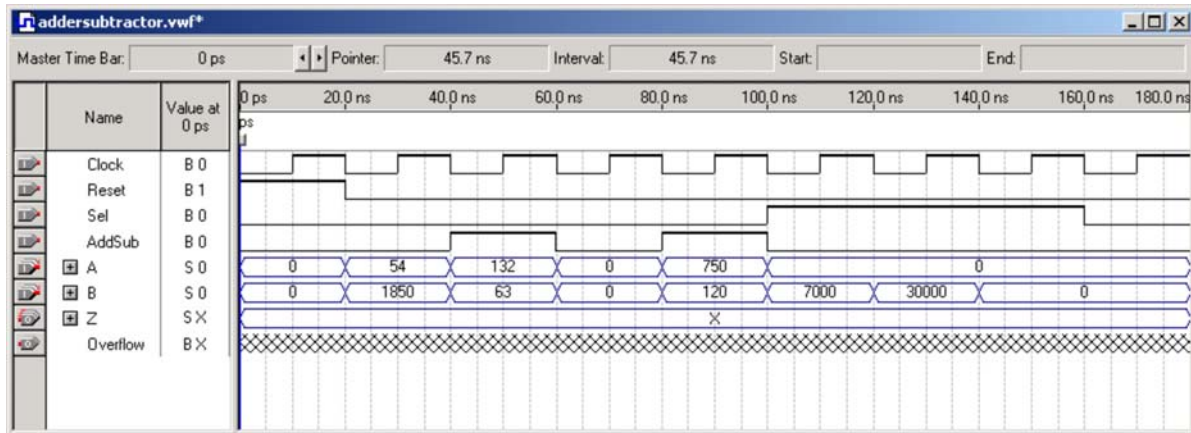 addersubtractor.vwf*
Master Time Bar: 0 ps Pointer: 45.7 ns Interval: 45.7 ns Start: End:
Name Value at 0 ps
0 ps 20.0 ns 40.0 ns 60.0 ns 80.0 ns 100.0 ns 120.0 ns 140.0 ns 160.0 ns 180.0 ns
ps
Clock B 0
Reset B 1
Sel B 0
AddSub B 0
A S 0 0 54 132 0 750 0
B S 0 0 1850 63 0 120 7000 30000 0
Z S X X
Overflow B X